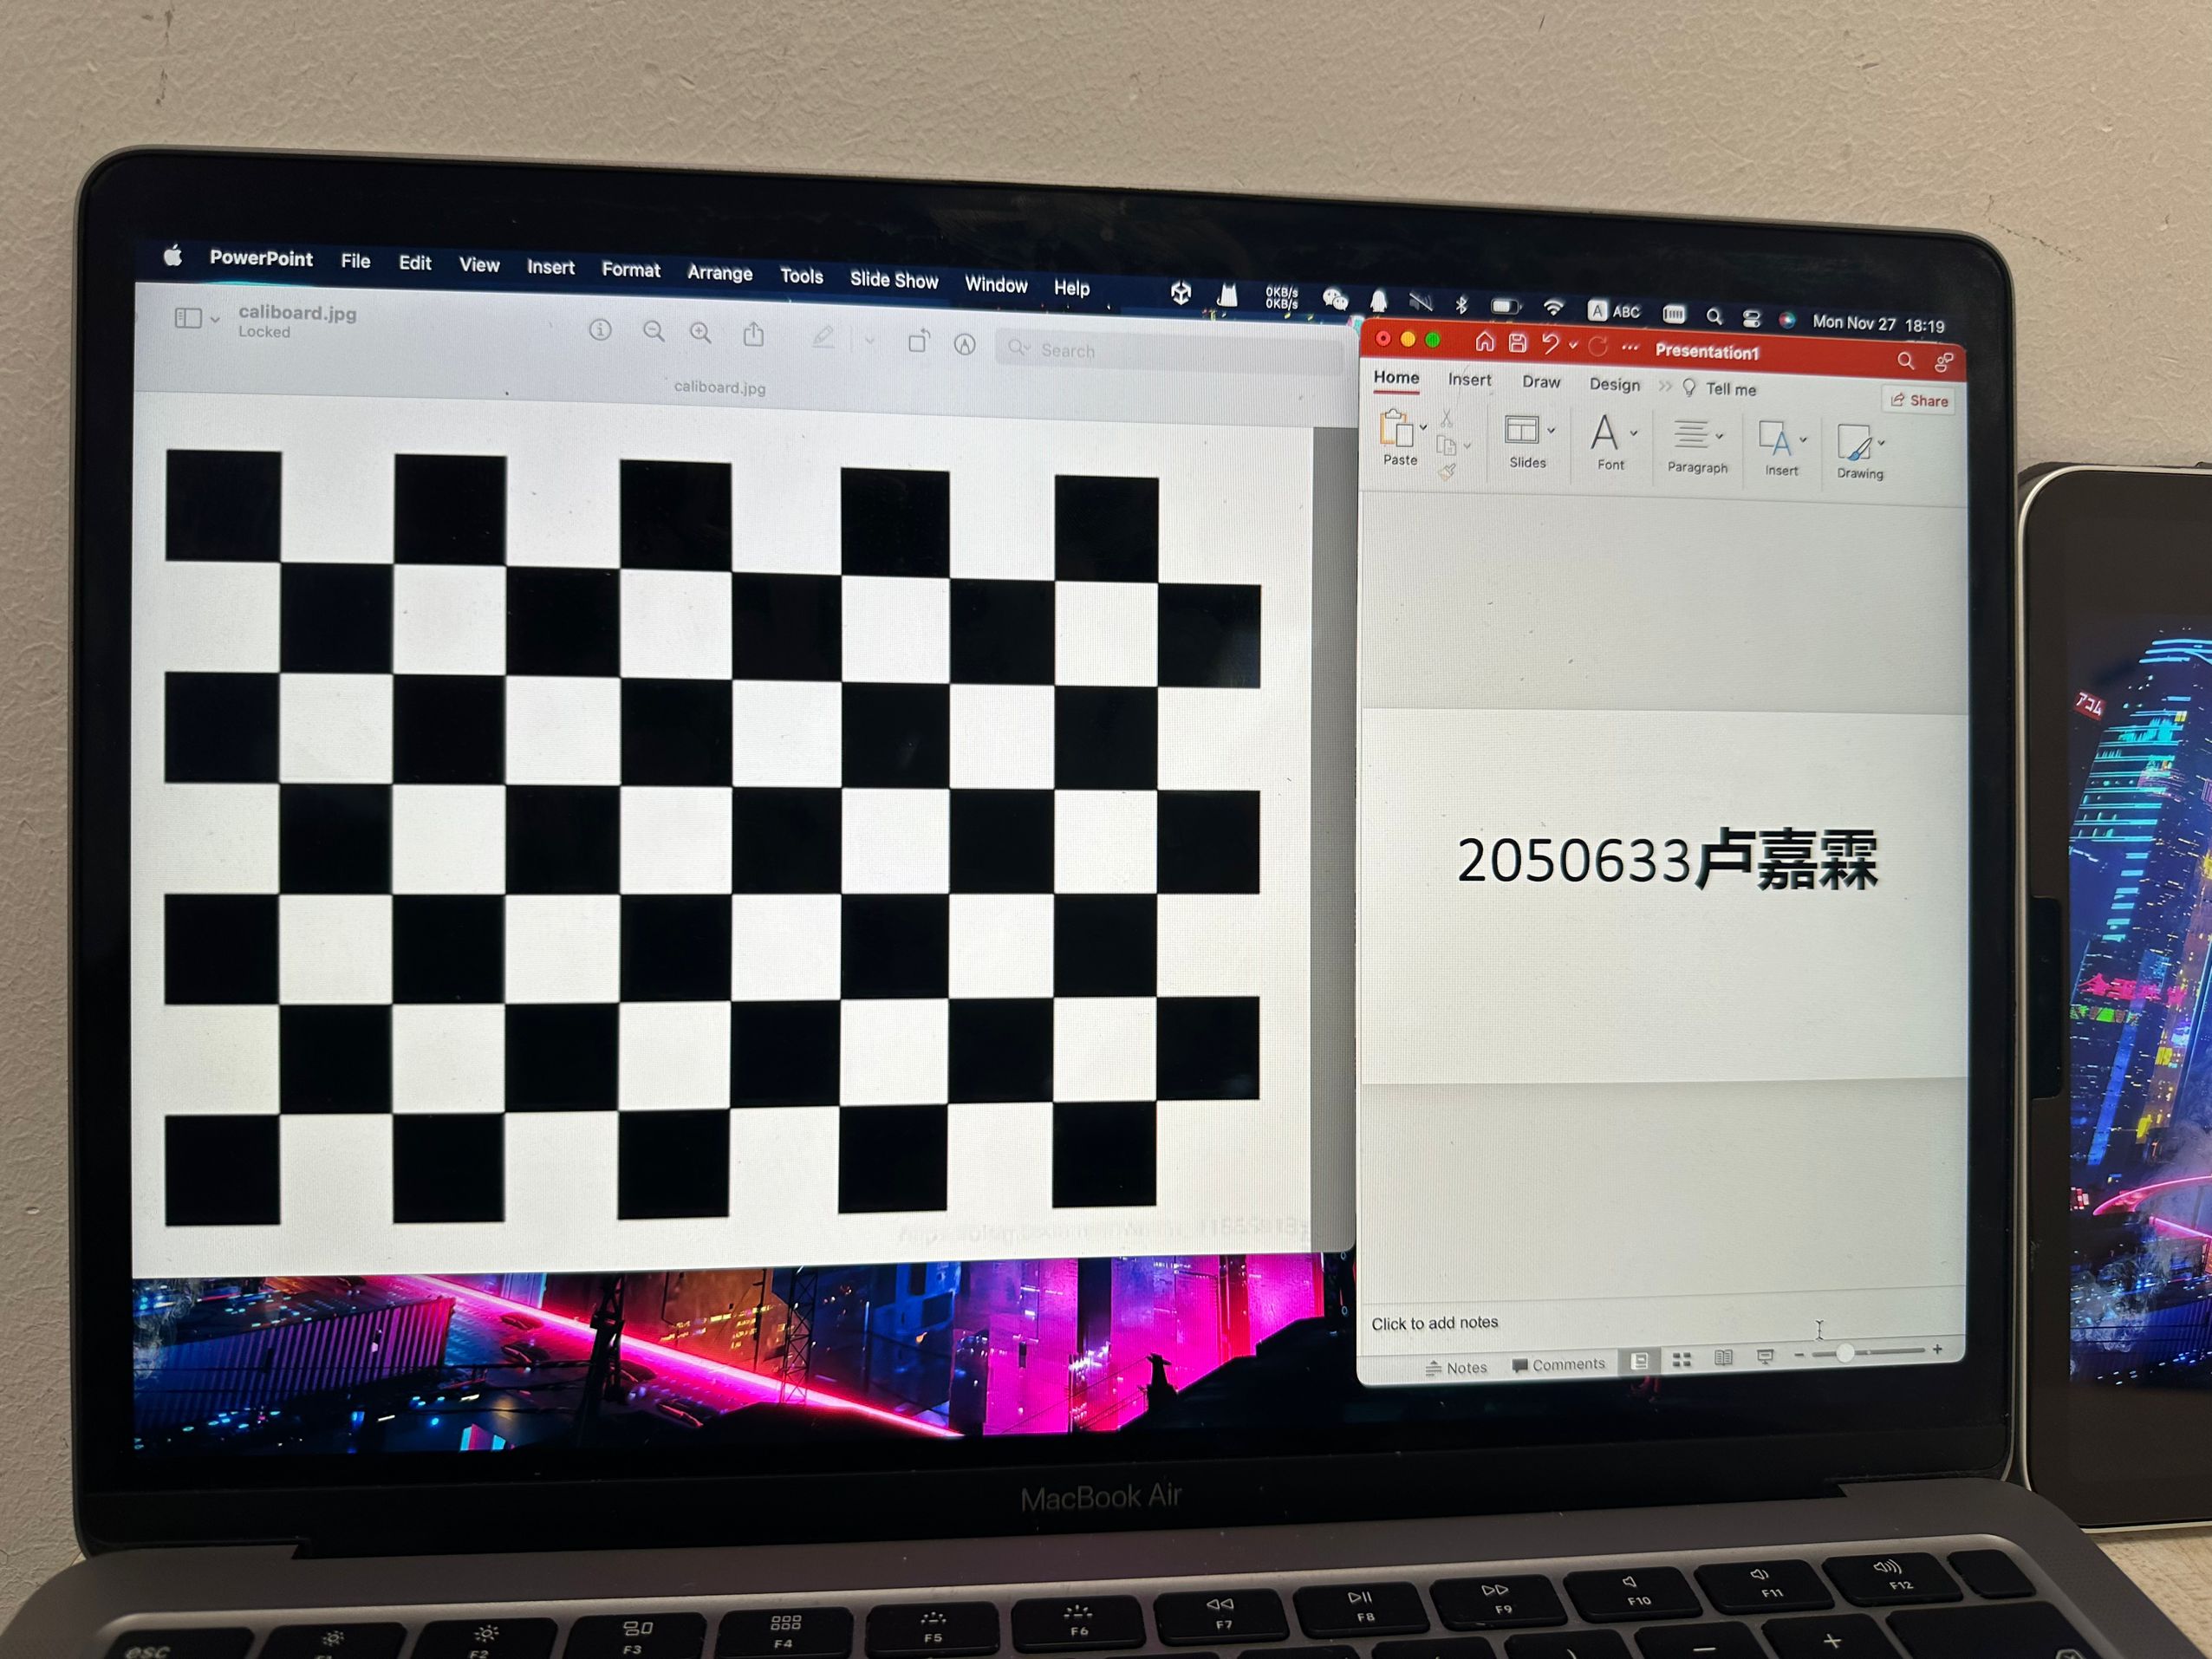 PowerPoint File Edit View Insert Format Arrange Tools Slide Show Window Help 0KB/s 0KB/s A ABC Mon Nov 27 18:19
caliboard.jpg
Locked
Search
caliboard.jpg
Presentation1
Home Insert Draw Design Tell me
Share
Paste Slides Font Paragraph Insert Drawing
2050633卢嘉霖
Click to add notes
Notes Comments
アコム
MacBook Air
esc F2 F3 F4 F5 F6 F7 F8 F9 F10 F11 F12